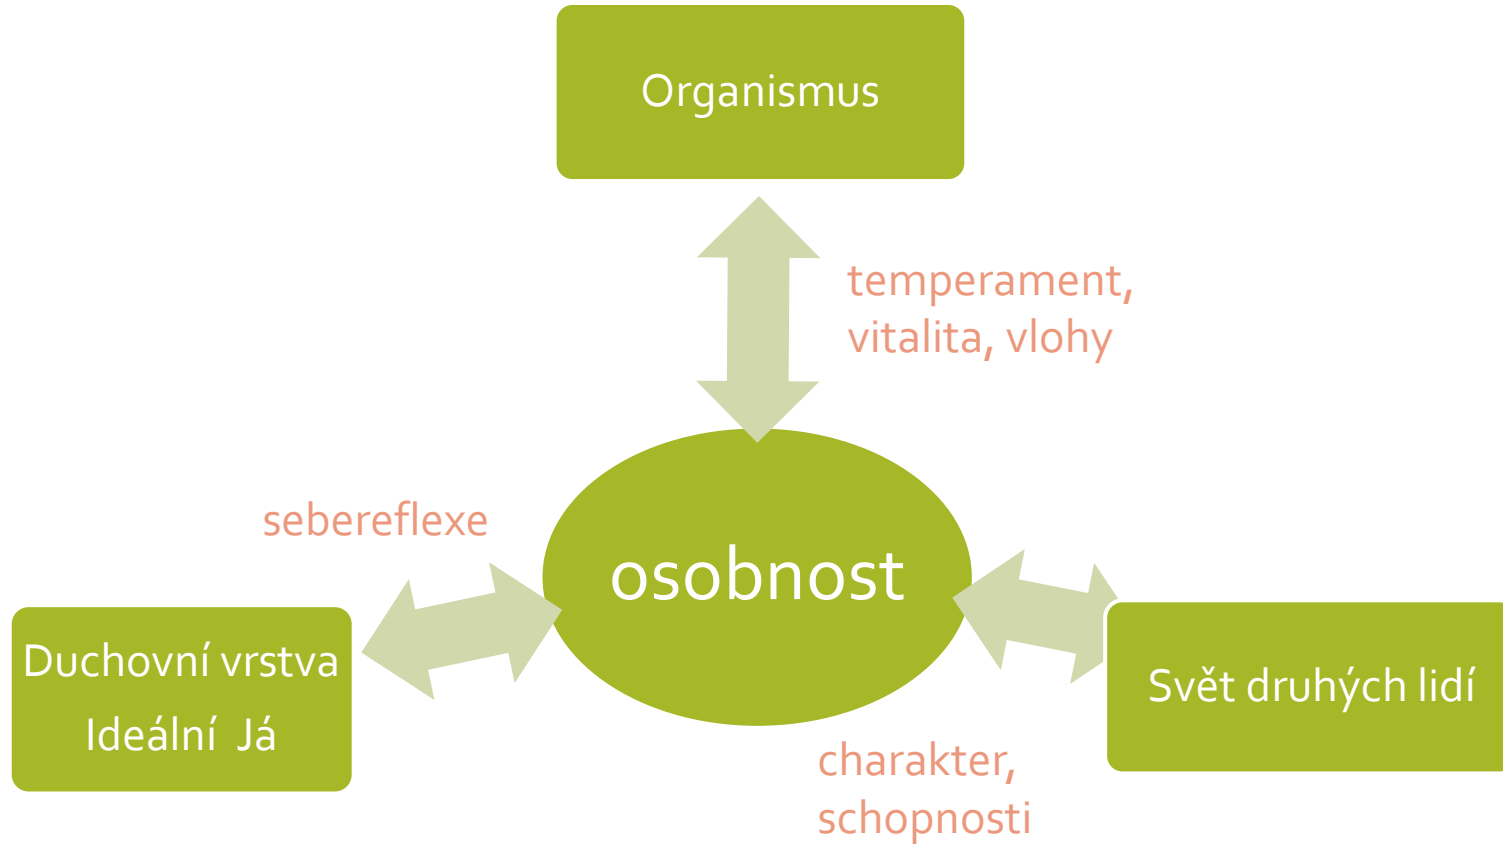 Organismus
temperament,
vitalita, vlohy
sebereflexe
osobnost
Duchovní vrstva
Ideální Já
Svět druhých lidí
charakter,
schopnosti